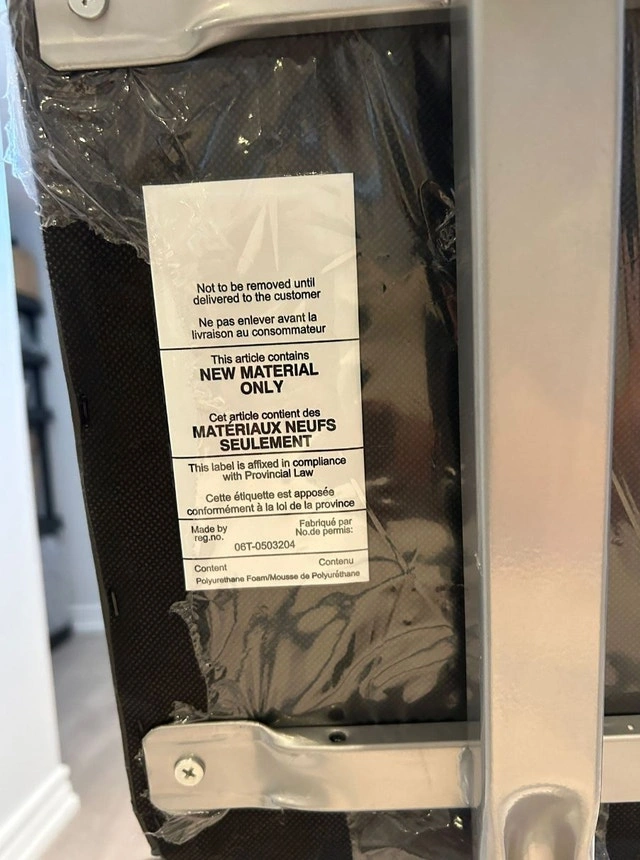 Not to be removed until
delivered to the customer
Ne pas enlever avant la
livraison au consommateur
This article contains
NEW MATERIAL
ONLY
Cet article contient des
MATÉRIAUX NEUFS
SEULEMENT
This label is affixed in compliance
with Provincial Law
Cette étiquette est apposée
conformément à la loi de la province
Made by Fabriqué par
reg.no. No.de permis:
06T-0503204
Content Contenu
Polyurethane Foam/Mousse de Polyuréthane